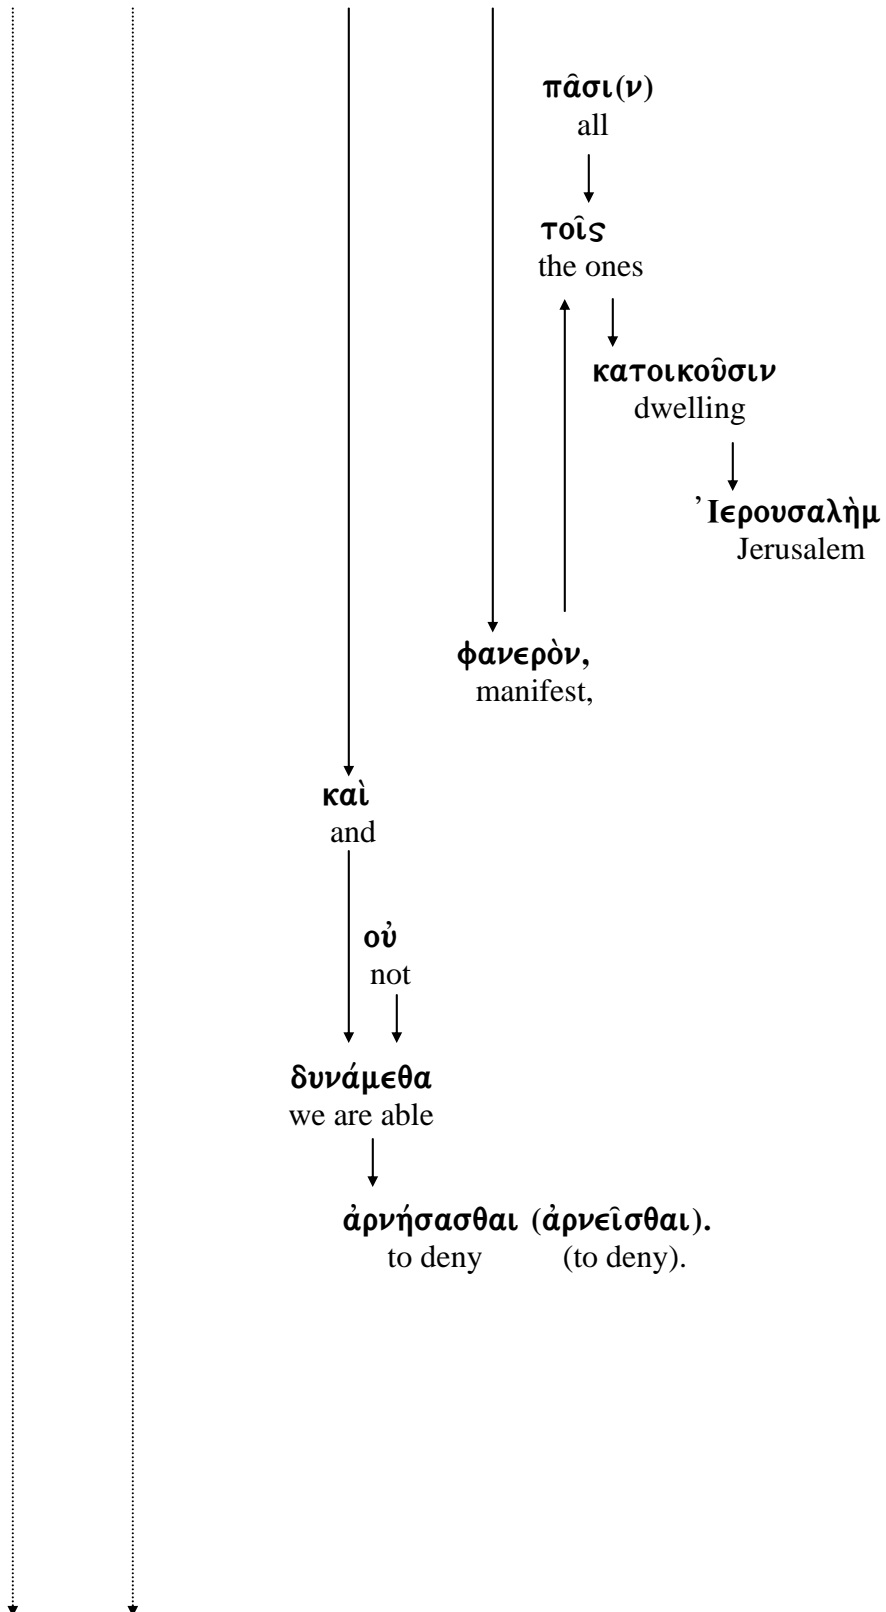 πᾶσι(ν)
all
τοῖς
the ones
κατοικοῦσιν
dwelling
Ἰερουσαλὴμ
Jerusalem
φανερὸν,
manifest,
καὶ
and
οὐ
not
δυνάμεθα
we are able
ἀρνήσασθαι (ἀρνεῖσθαι).
to deny (to deny).